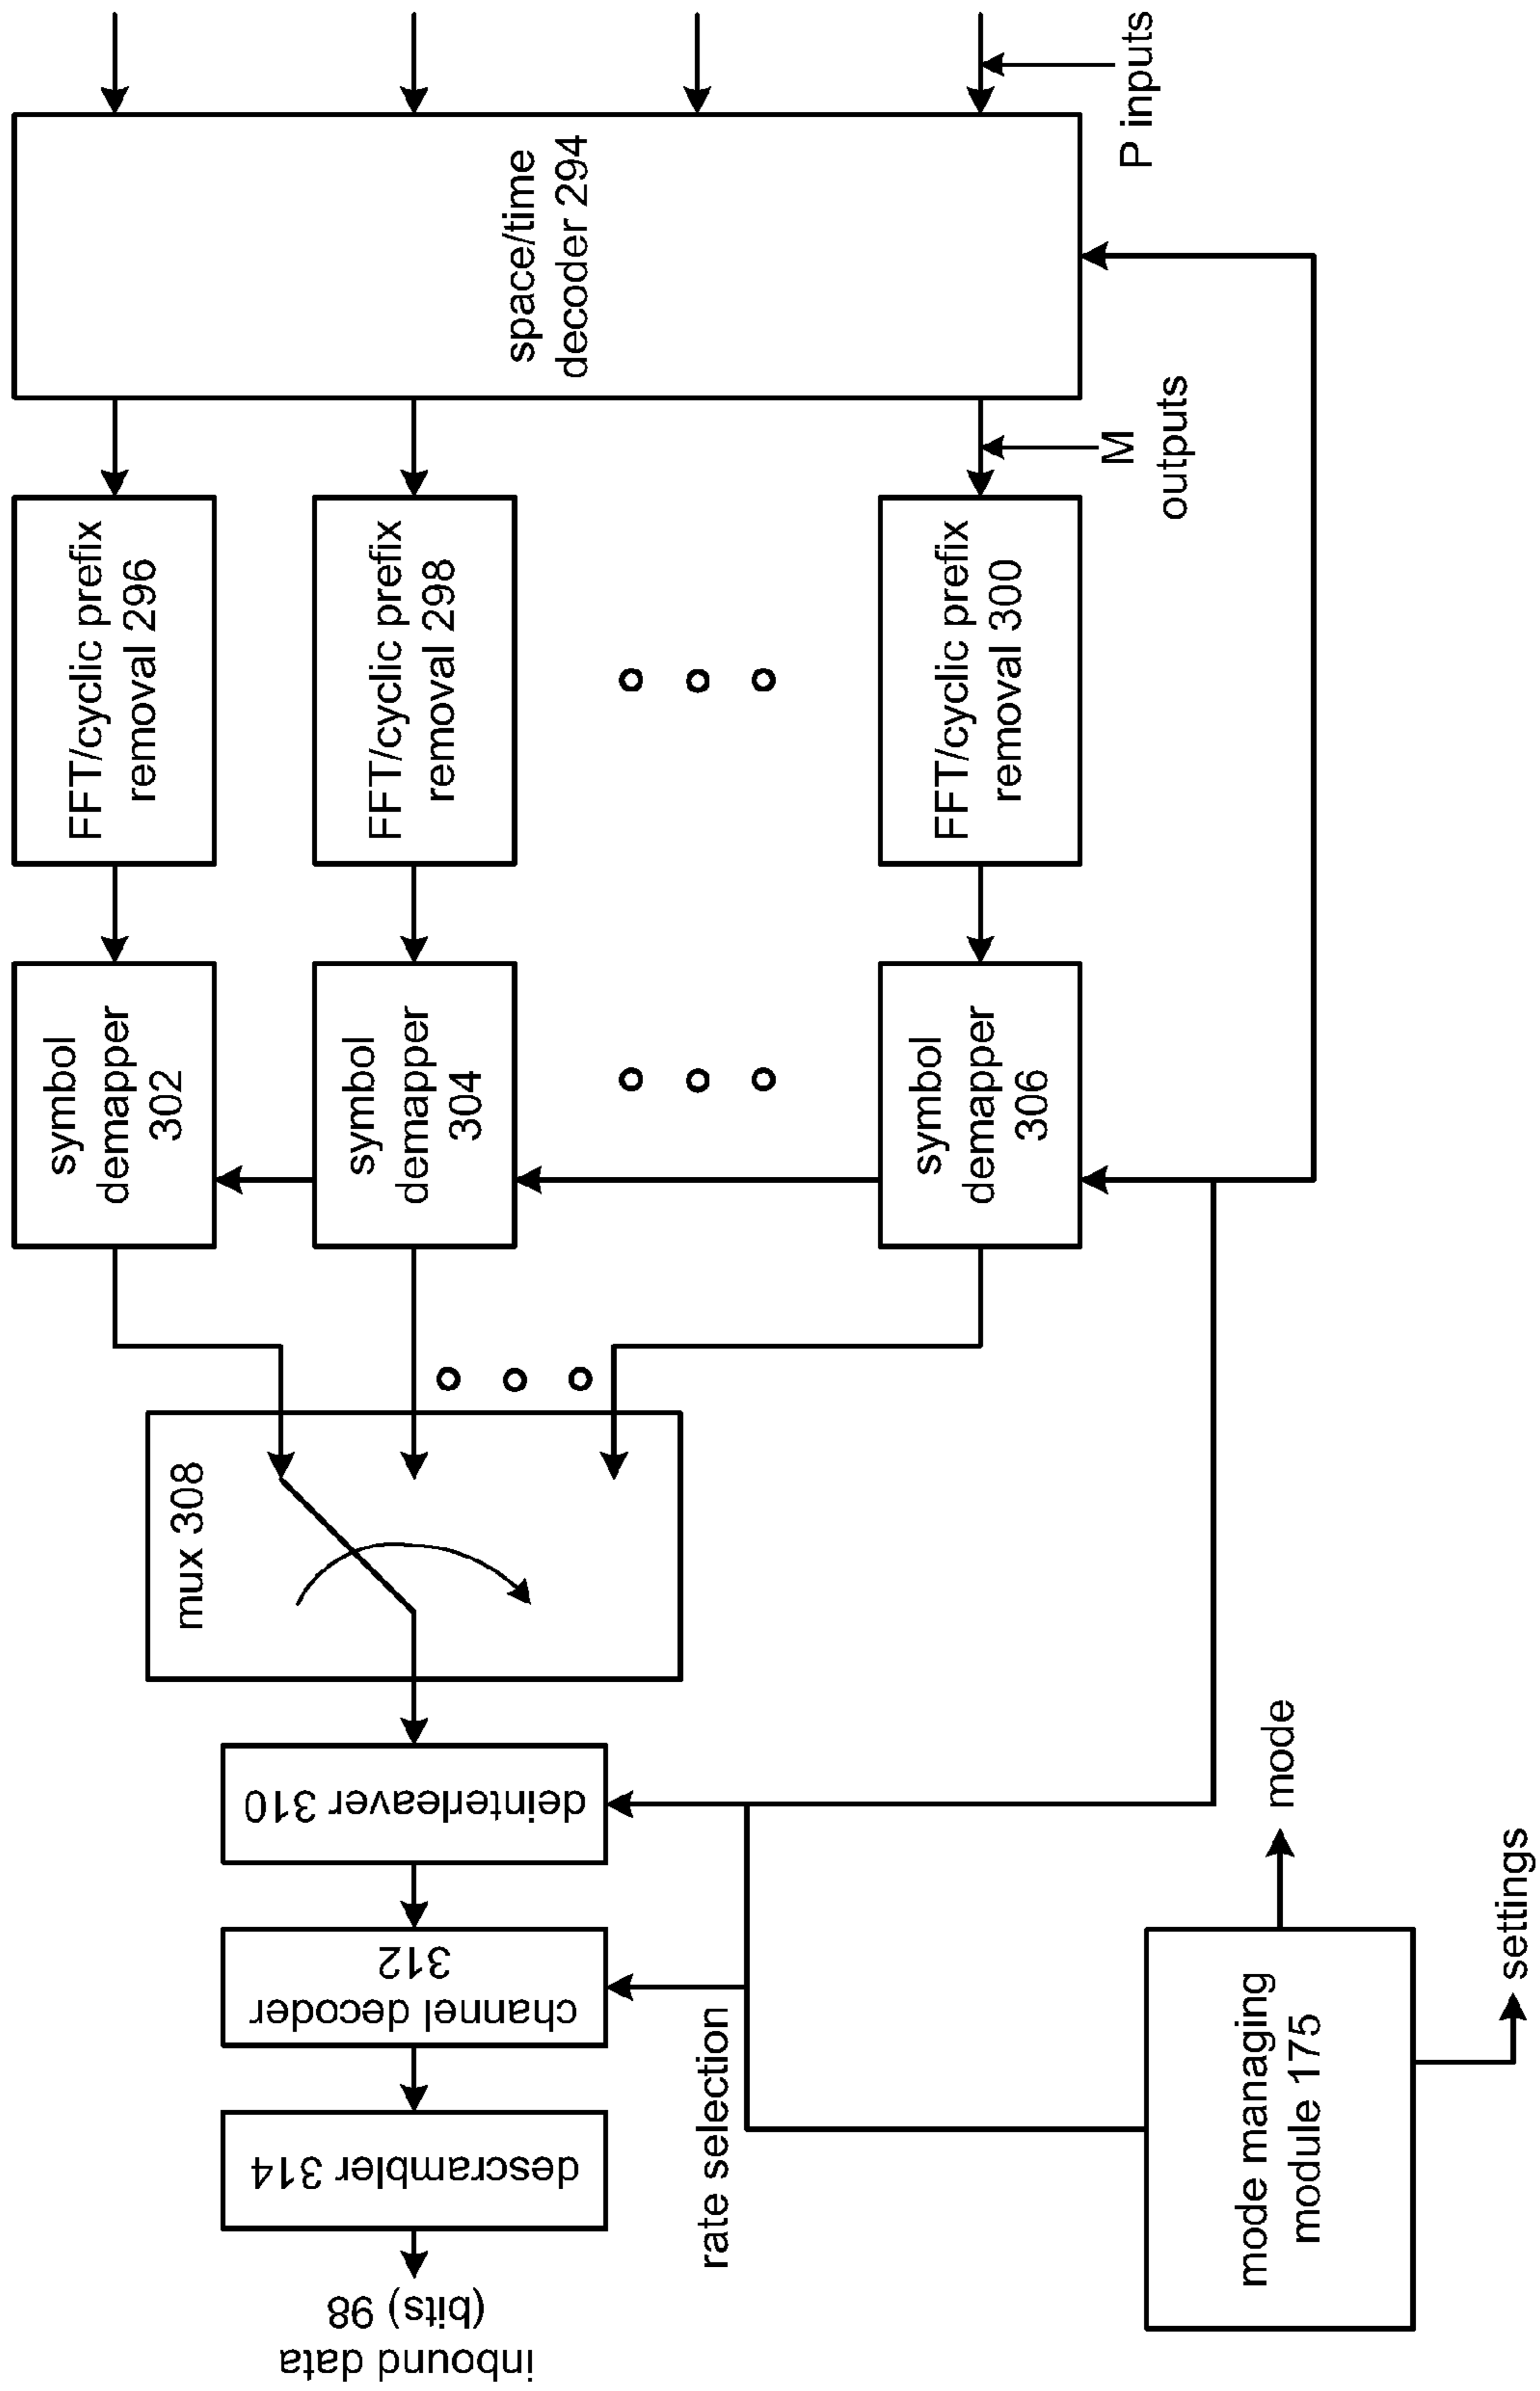 P inputs
space/time
decoder 294
M
outputs
FFT/cyclic prefix
removal 296
FFT/cyclic prefix
removal 298
FFT/cyclic prefix
removal 300
symbol
demapper
302
symbol
demapper
304
symbol
demapper
306
mux 308
deinterleaver 310
channel decoder
312
descrambler 314
inbound data
(bits) 98
rate selection
mode managing
module 175
mode
settings